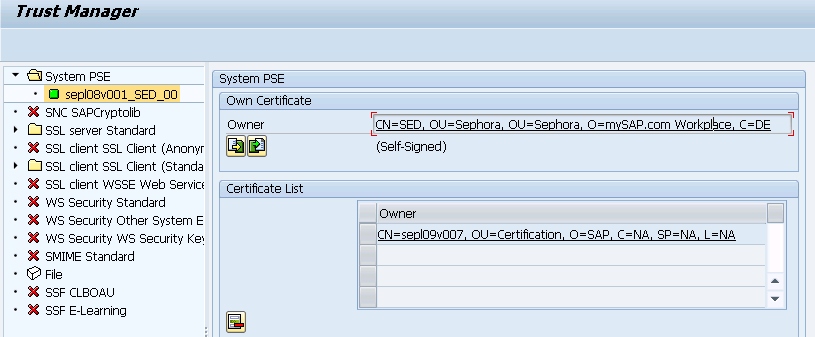 Trust Manager
System PSE
sepl08v001_SED_00
SNC SAPCryptolib
SSL server Standard
SSL client SSL Client (Anonyn
SSL client SSL Client (Standa
SSL client WSSE Web Service
WS Security Standard
WS Security Other System E
WS Security WS Security Key
SMIME Standard
File
SSF CLBOAU
SSF E-Learning
System PSE
Own Certificate
Owner CN=SED, OU=Sephora, OU=Sephora, O=mySAP.com Workplace, C=DE
(Self-Signed)
Certificate List
Owner
CN=sepl09v007, OU=Certification, O=SAP, C=NA, SP=NA, L=NA